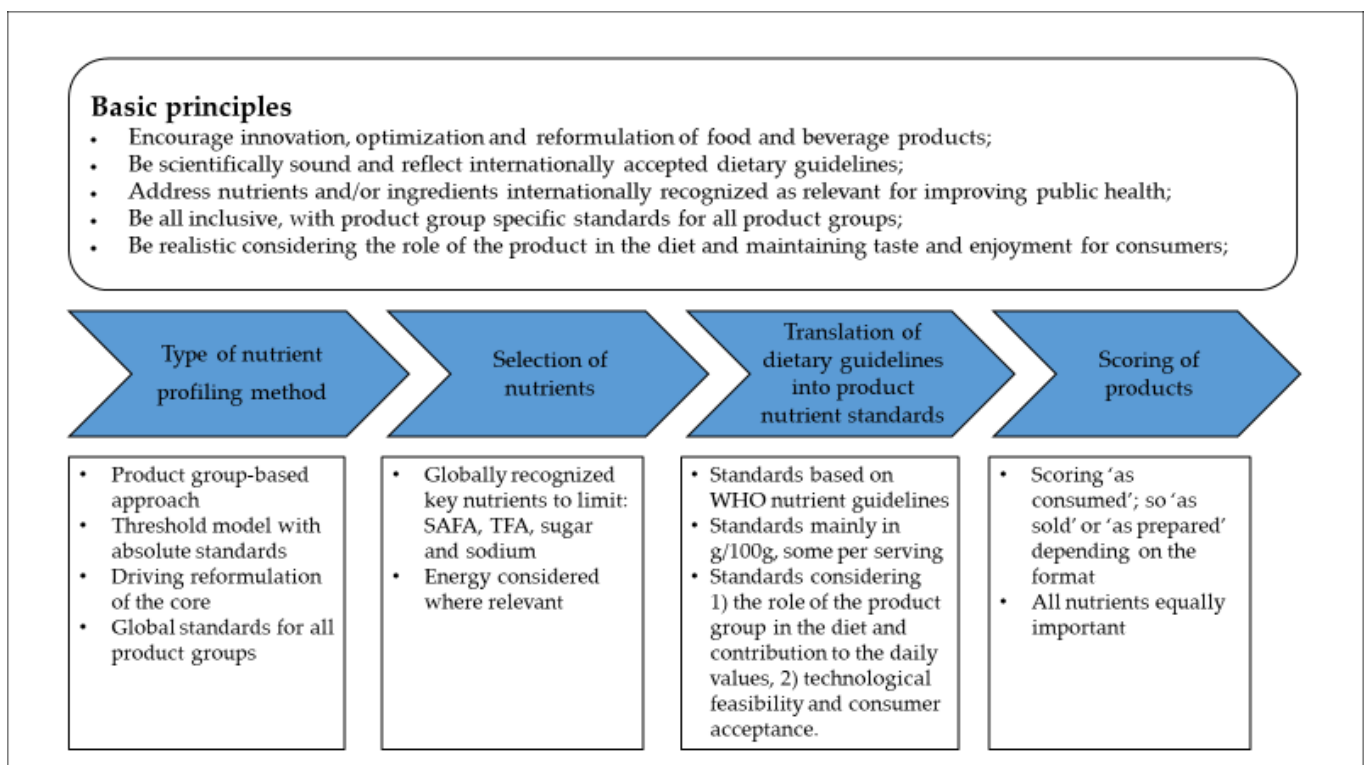 Basic principles
• Encourage innovation, optimization and reformulation of food and beverage products;
• Be scientifically sound and reflect internationally accepted dietary guidelines;
• Address nutrients and/or ingredients internationally recognized as relevant for improving public health;
• Be all inclusive, with product group specific standards for all product groups;
• Be realistic considering the role of the product in the diet and maintaining taste and enjoyment for consumers;
Type of nutrient
profiling method
Selection of
nutrients
Translation of
dietary guidelines
into product
nutrient standards
Scoring of
products
• Product group-based
approach
• Threshold model with
absolute standards
• Driving reformulation
of the core
• Global standards for all
product groups
• Globally recognized
key nutrients to limit:
SAFA, TFA, sugar
and sodium
• Energy considered
where relevant
• Standards based on
WHO nutrient guidelines
• Standards mainly in
g/100g, some per serving
• Standards considering
1) the role of the product
group in the diet and
contribution to the daily
values, 2) technological
feasibility and consumer
acceptance.
• Scoring ‘as
consumed’; so ‘as
sold’ or ‘as prepared’
depending on the
format
• All nutrients equally
important